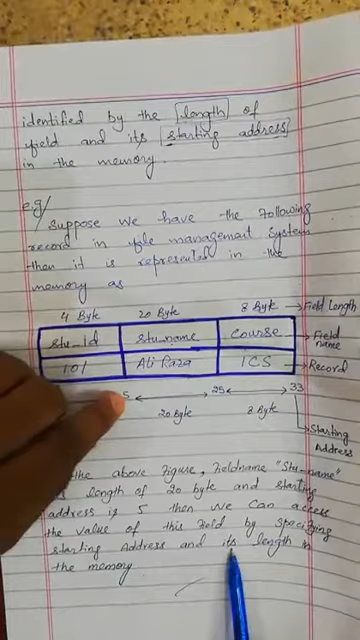 identified by the length of
field and its starting address
in the memory.
e.g/
Suppose we have the following
record in file management system
then it is represented in the
memory as
4 Byte 20 Byte 8 Byte → Field Length
stu_id stu_name Course → Field name
101 Ali Raza ICS → Record
5 25 33
20 Byte 8 Byte
Starting
Address
the above figure, Fieldname "Stu_name"
length of 20 byte and starting
address is 5 then we can access
the value of this field by specifying
starting Address and its length in
the memory